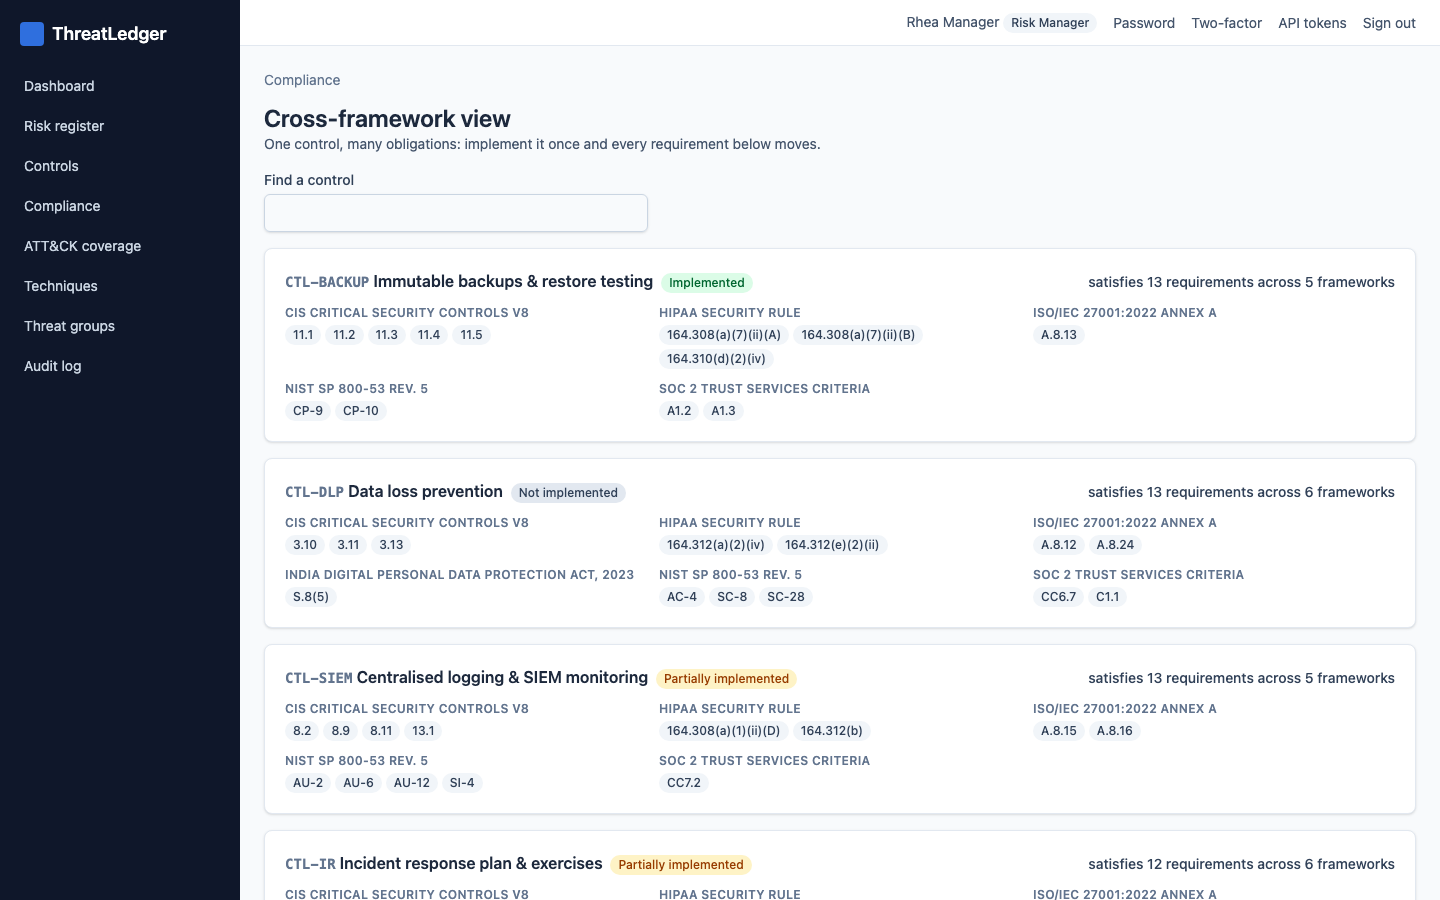 ThreatLedger
Dashboard
Risk register
Controls
Compliance
ATT&CK coverage
Techniques
Threat groups
Audit log
Rhea Manager Risk Manager Password Two-factor API tokens Sign out
Compliance
Cross-framework view
One control, many obligations: implement it once and every requirement below moves.
Find a control
CTL-BACKUP Immutable backups & restore testing Implemented satisfies 13 requirements across 5 frameworks
CIS CRITICAL SECURITY CONTROLS V8
11.1 11.2 11.3 11.4 11.5
HIPAA SECURITY RULE
164.308(a)(7)(ii)(A) 164.308(a)(7)(ii)(B)
164.310(d)(2)(iv)
ISO/IEC 27001:2022 ANNEX A
A.8.13
NIST SP 800-53 REV. 5
CP-9 CP-10
SOC 2 TRUST SERVICES CRITERIA
A1.2 A1.3
CTL-DLP Data loss prevention Not implemented satisfies 13 requirements across 6 frameworks
CIS CRITICAL SECURITY CONTROLS V8
3.10 3.11 3.13
HIPAA SECURITY RULE
164.312(a)(2)(iv) 164.312(e)(2)(ii)
ISO/IEC 27001:2022 ANNEX A
A.8.12 A.8.24
INDIA DIGITAL PERSONAL DATA PROTECTION ACT, 2023
S.8(5)
NIST SP 800-53 REV. 5
AC-4 SC-8 SC-28
SOC 2 TRUST SERVICES CRITERIA
CC6.7 C1.1
CTL-SIEM Centralised logging & SIEM monitoring Partially implemented satisfies 13 requirements across 5 frameworks
CIS CRITICAL SECURITY CONTROLS V8
8.2 8.9 8.11 13.1
HIPAA SECURITY RULE
164.308(a)(1)(ii)(D) 164.312(b)
ISO/IEC 27001:2022 ANNEX A
A.8.15 A.8.16
NIST SP 800-53 REV. 5
AU-2 AU-6 AU-12 SI-4
SOC 2 TRUST SERVICES CRITERIA
CC7.2
CTL-IR Incident response plan & exercises Partially implemented satisfies 12 requirements across 6 frameworks
CIS CRITICAL SECURITY CONTROLS V8
HIPAA SECURITY RULE
ISO/IEC 27001:2022 ANNEX A